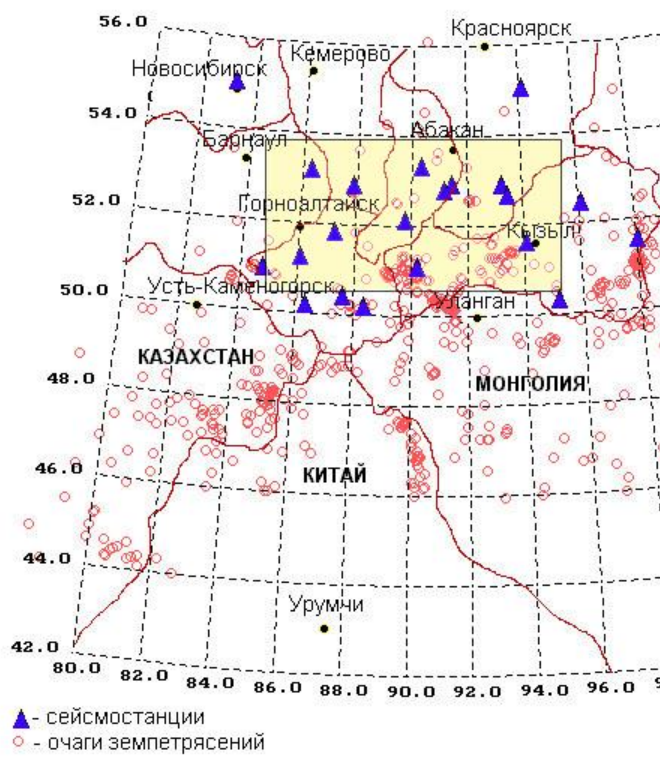 56.0
Красноярск
Кемерово
Новосибирск
54.0
Абакан
Барнаул
52.0
Горноалтайск
Кызыл
50.0
Усть-Каменогорск
Уланган
КАЗАХСТАН
48.0
МОНГОЛИЯ
46.0
КИТАЙ
44.0
Урумчи
42.0
80.0 82.0 84.0 86.0 88.0 90.0 92.0 94.0 96.0 9
- сейсмостанции
- очаги землетрясений